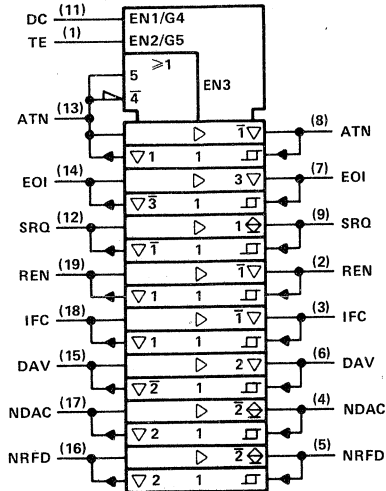 DC (11) EN1/G4
TE (1) EN2/G5
≥1
5 EN3
4̅
(13)
ATN
▷ 1̅ ▽ (8) ATN
▽ 1 1
EOI (14) ▷ 3 ▽ (7) EOI
▽ 3̅ 1
SRQ (12) ▷ 1 (9) SRQ
▽ 1̅ 1
REN (19) ▷ 1̅ ▽ (2) REN
▽ 1 1
IFC (18) ▷ 1̅ ▽ (3) IFC
▽ 1 1
DAV (15) ▷ 2 ▽ (6) DAV
▽ 2̅ 1
NDAC (17) ▷ 2̅ (4) NDAC
▽ 2 1
NRFD (16) ▷ 2̅ (5) NRFD
▽ 2 1